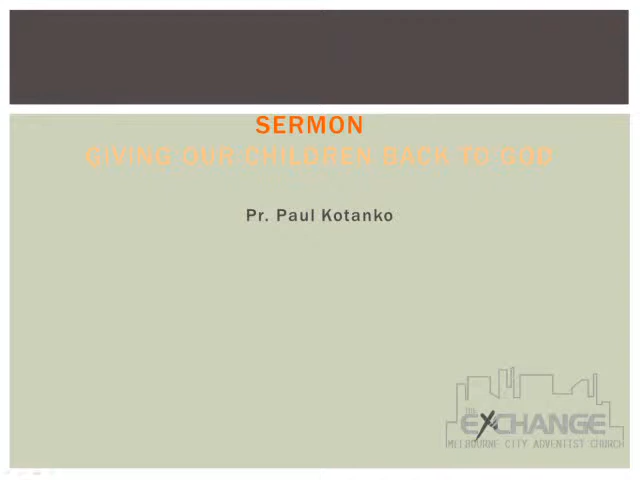 SERMON
GIVING OUR CHILDREN BACK TO GOD
Pr. Paul Kotanko
THE
EXCHANGE
MELBOURNE CITY ADVENTIST CHURCH